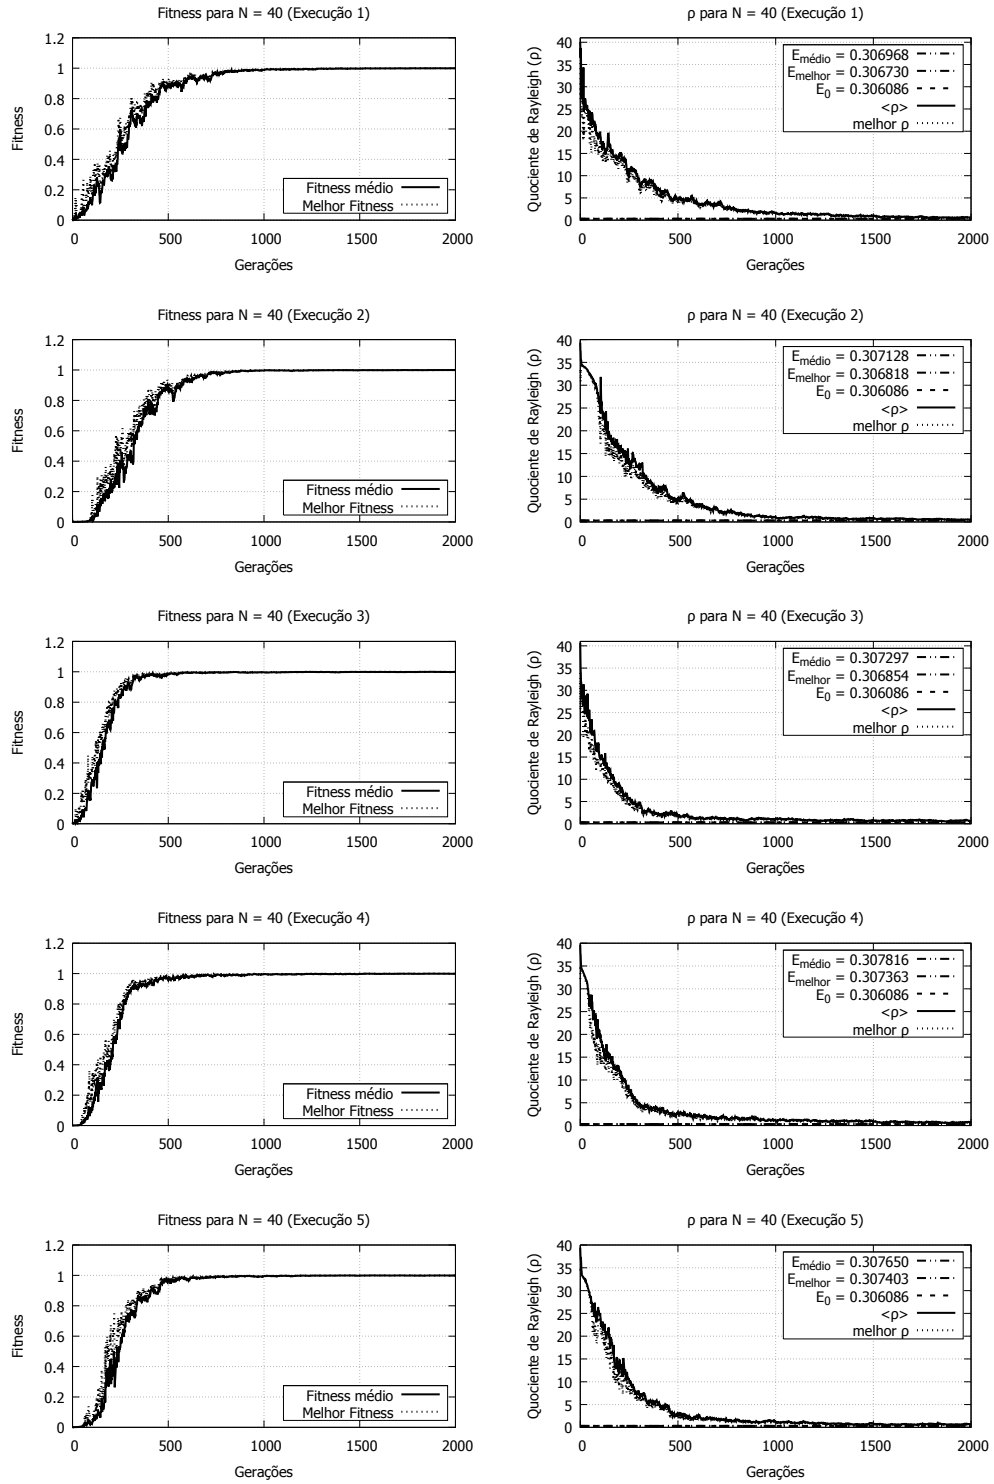 Fitness para N = 40 (Execução 1)
1.2
1
0.8
0.6
0.4
0.2
0
Fitness
Fitness médio
Melhor Fitness
0 500 1000 1500 2000
Gerações
ρ para N = 40 (Execução 1)
40
35
30
25
20
15
10
5
0
Quociente de Rayleigh (ρ)
Emédio = 0.306968
Emelhor = 0.306730
E0 = 0.306086
<ρ>
melhor ρ
0 500 1000 1500 2000
Gerações
Fitness para N = 40 (Execução 2)
1.2
1
0.8
0.6
0.4
0.2
0
Fitness
Fitness médio
Melhor Fitness
0 500 1000 1500 2000
Gerações
ρ para N = 40 (Execução 2)
40
35
30
25
20
15
10
5
0
Quociente de Rayleigh (ρ)
Emédio = 0.307128
Emelhor = 0.306818
E0 = 0.306086
<ρ>
melhor ρ
0 500 1000 1500 2000
Gerações
Fitness para N = 40 (Execução 3)
1.2
1
0.8
0.6
0.4
0.2
0
Fitness
Fitness médio
Melhor Fitness
0 500 1000 1500 2000
Gerações
ρ para N = 40 (Execução 3)
40
35
30
25
20
15
10
5
0
Quociente de Rayleigh (ρ)
Emédio = 0.307297
Emelhor = 0.306854
E0 = 0.306086
<ρ>
melhor ρ
0 500 1000 1500 2000
Gerações
Fitness para N = 40 (Execução 4)
1.2
1
0.8
0.6
0.4
0.2
0
Fitness
Fitness médio
Melhor Fitness
0 500 1000 1500 2000
Gerações
ρ para N = 40 (Execução 4)
40
35
30
25
20
15
10
5
0
Quociente de Rayleigh (ρ)
Emédio = 0.307816
Emelhor = 0.307363
E0 = 0.306086
<ρ>
melhor ρ
0 500 1000 1500 2000
Gerações
Fitness para N = 40 (Execução 5)
1.2
1
0.8
0.6
0.4
0.2
0
Fitness
Fitness médio
Melhor Fitness
0 500 1000 1500 2000
Gerações
ρ para N = 40 (Execução 5)
40
35
30
25
20
15
10
5
0
Quociente de Rayleigh (ρ)
Emédio = 0.307650
Emelhor = 0.307403
E0 = 0.306086
<ρ>
melhor ρ
0 500 1000 1500 2000
Gerações